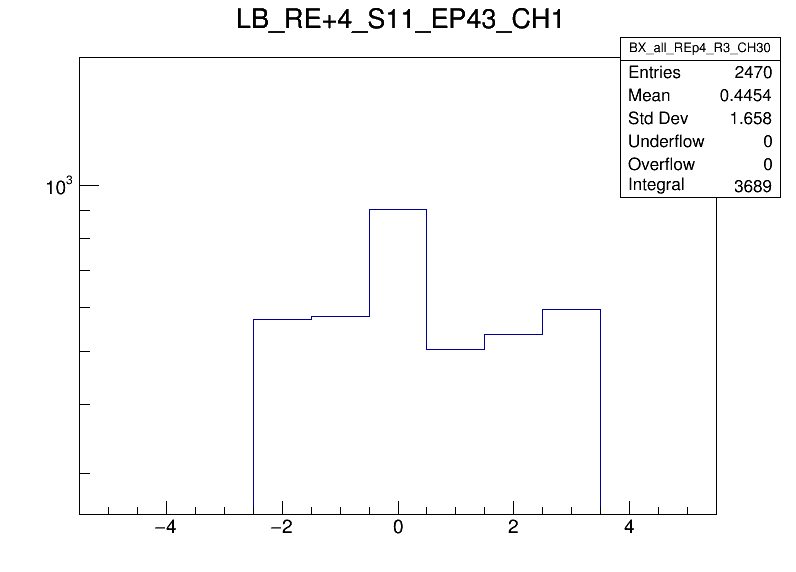 LB_RE+4_S11_EP43_CH1
BX_all_REp4_R3_CH30
Entries 2470
Mean 0.4454
Std Dev 1.658
Underflow 0
Overflow 0
Integral 3689
10³
−4 −2 0 2 4